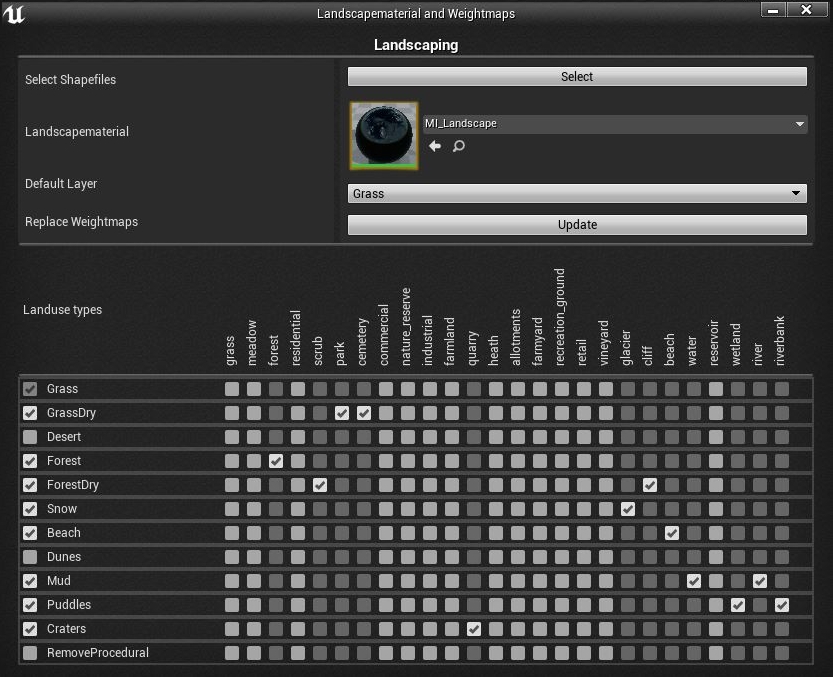 Landscapematerial and Weightmaps
Landscaping
Select Shapefiles
Select
Landscapematerial
MI_Landscape
Default Layer
Grass
Replace Weightmaps
Update
Landuse types
grass
meadow
forest
residential
scrub
park
cemetery
commercial
nature_reserve
industrial
farmland
quarry
heath
allotments
farmyard
recreation_ground
retail
vineyard
glacier
cliff
beach
water
reservoir
wetland
river
riverbank
Grass
GrassDry
Desert
Forest
ForestDry
Snow
Beach
Dunes
Mud
Puddles
Craters
RemoveProcedural